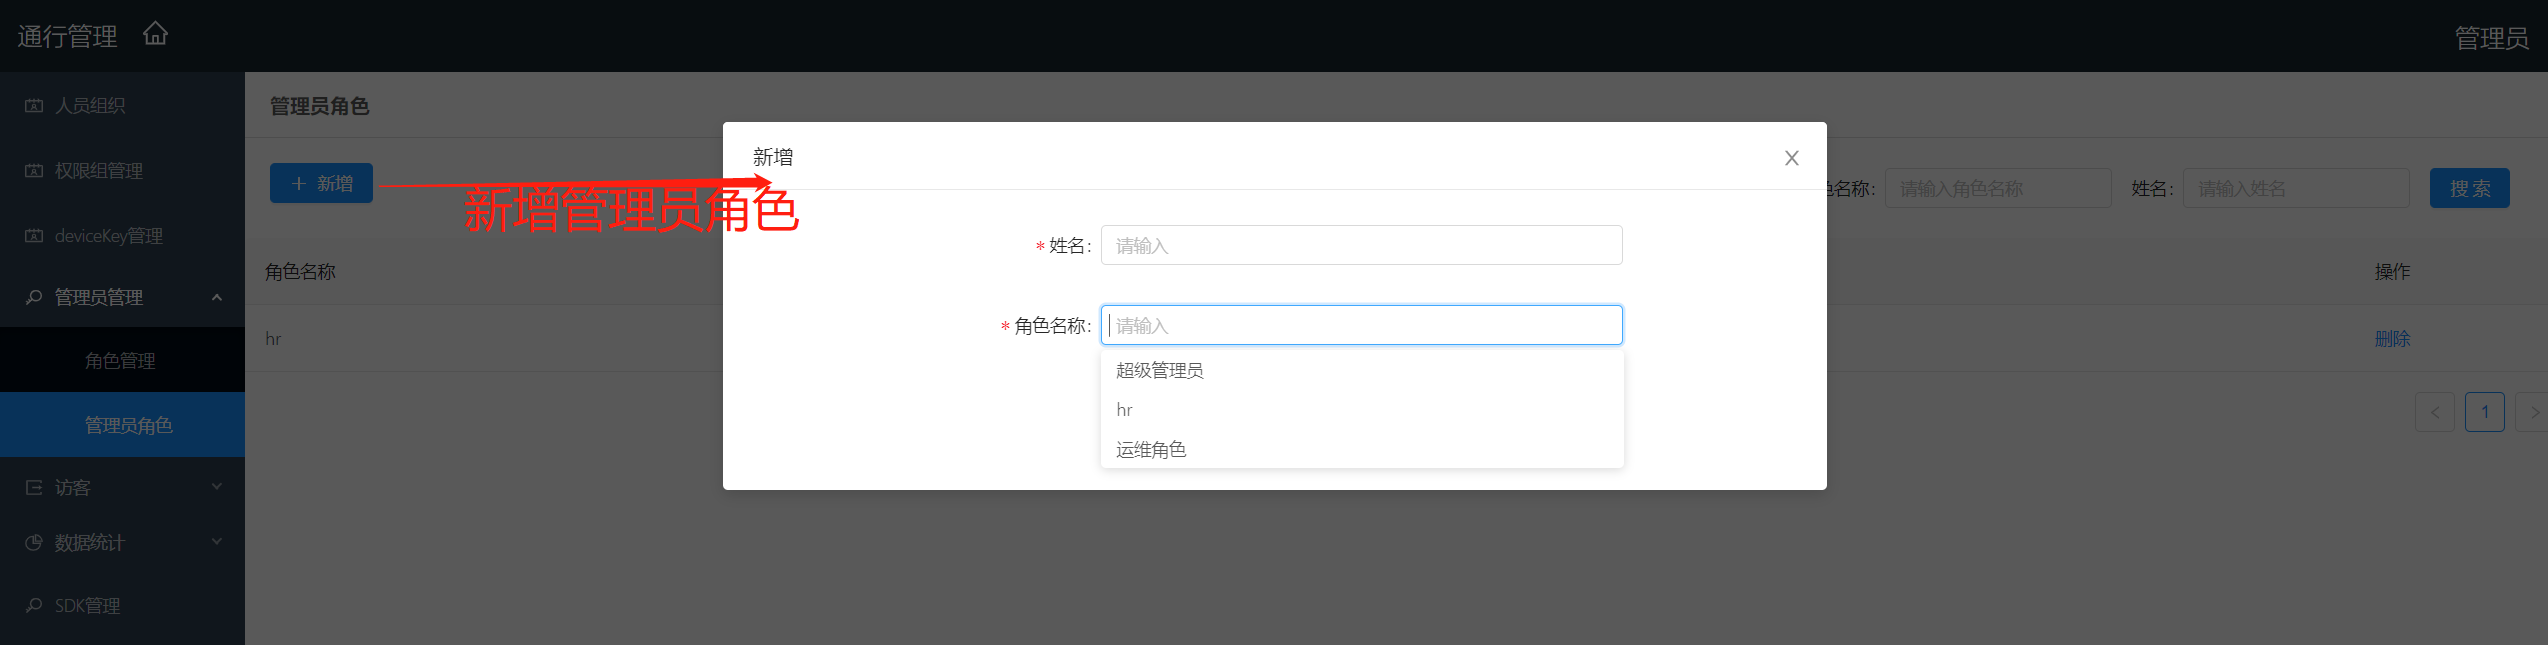 通行管理
管理员
人员组织
权限组管理
deviceKey管理
管理员管理
角色管理
管理员角色
访客
数据统计
SDK管理
管理员角色
+ 新增
色名称: 请输入角色名称 姓名: 请输入姓名 搜 索
角色名称 操作
hr 删除
< 1 >
新增管理员角色
新增
* 姓名: 请输入
* 角色名称: 请输入
超级管理员
hr
运维角色